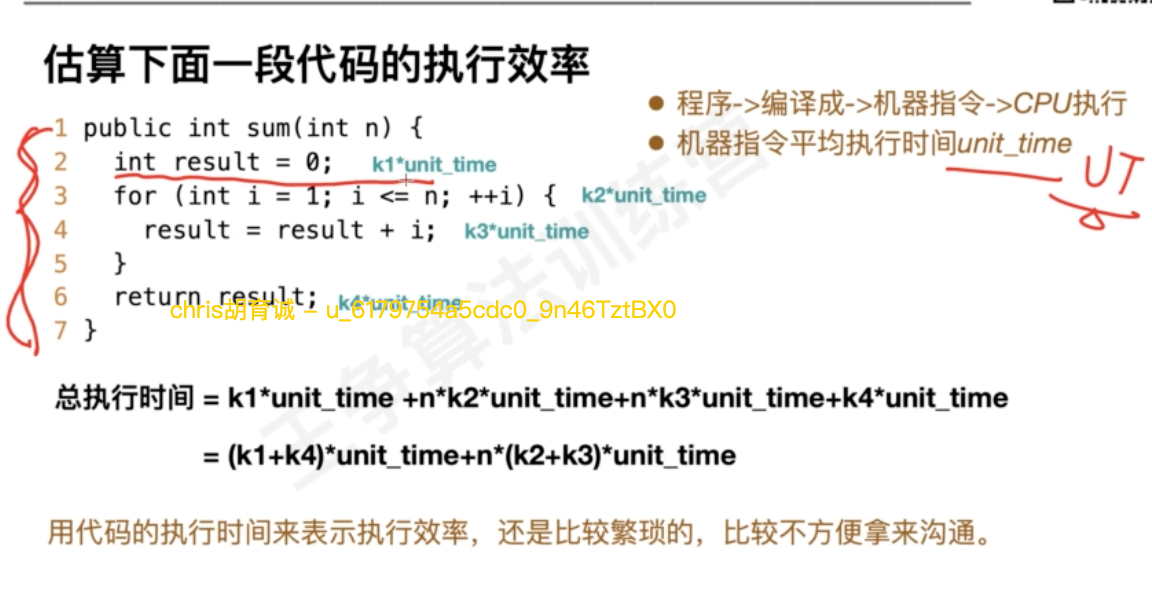 估算下面一段代码的执行效率
● 程序->编译成->机器指令->CPU执行
● 机器指令平均执行时间unit_time
UT
1 public int sum(int n) {
2 int result = 0; k1*unit_time
3 for (int i = 1; i <= n; ++i) { k2*unit_time
4 result = result + i; k3*unit_time
5 }
6 return result; k4*unit_time
chris胡育诚 – u_6179754a5cdc0_9n46TztBX0
7 }
王争算法训练营
总执行时间 = k1*unit_time +n*k2*unit_time+n*k3*unit_time+k4*unit_time
= (k1+k4)*unit_time+n*(k2+k3)*unit_time
用代码的执行时间来表示执行效率，还是比较繁琐的，比较不方便拿来沟通。